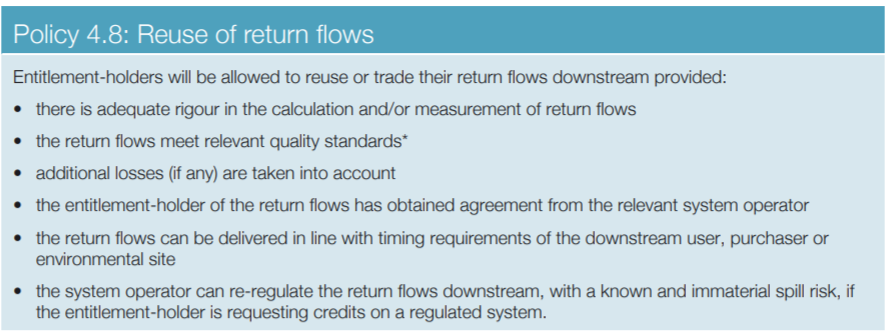 Policy 4.8: Reuse of return flows
Entitlement-holders will be allowed to reuse or trade their return flows downstream provided:
• there is adequate rigour in the calculation and/or measurement of return flows
• the return flows meet relevant quality standards*
• additional losses (if any) are taken into account
• the entitlement-holder of the return flows has obtained agreement from the relevant system operator
• the return flows can be delivered in line with timing requirements of the downstream user, purchaser or
environmental site
• the system operator can re-regulate the return flows downstream, with a known and immaterial spill risk, if
the entitlement-holder is requesting credits on a regulated system.